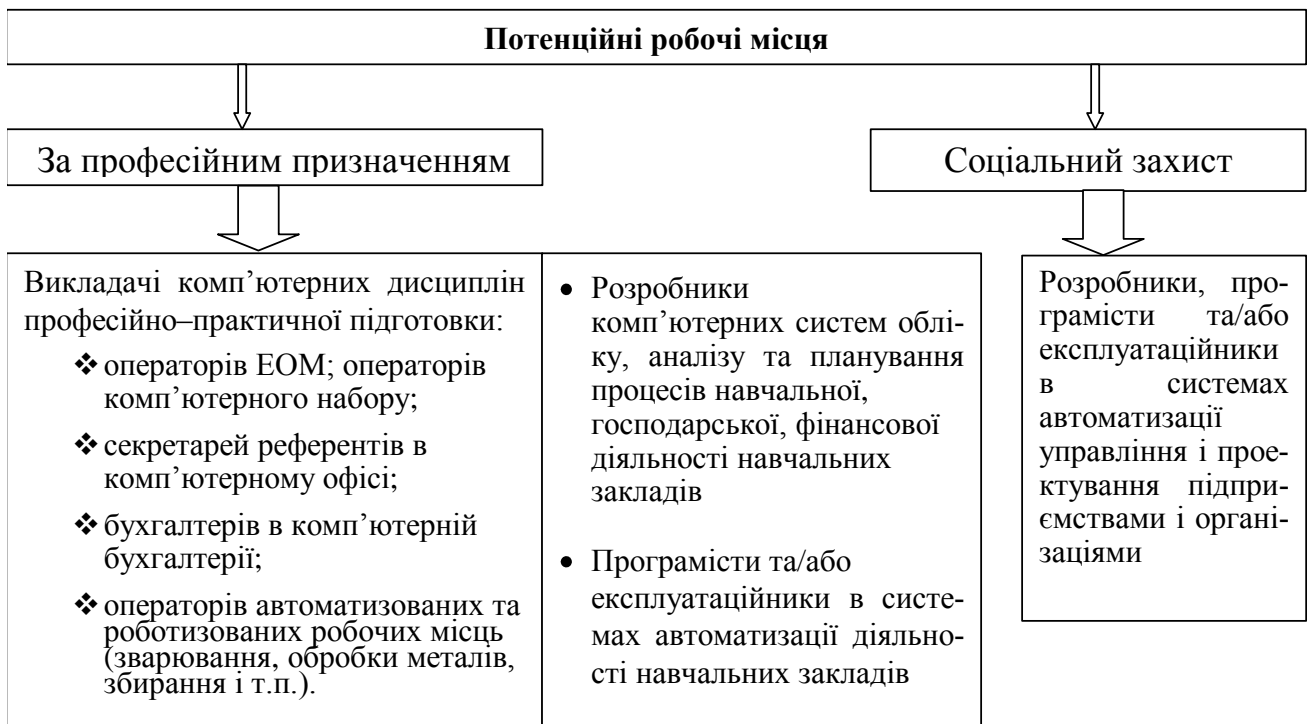 Потенційні робочі місця
За професійним призначенням
Соціальний захист
Викладачі комп’ютерних дисциплін
професійно–практичної підготовки:
❖ операторів ЕОМ; операторів
комп’ютерного набору;
❖ секретарей референтів в
комп’ютерному офісі;
❖ бухгалтерів в комп’ютерній
бухгалтерії;
❖ операторів автоматизованих та
роботизованих робочих місць
(зварювання, обробки металів,
збирання і т.п.).
• Розробники
комп’ютерних систем облі-
ку, аналізу та планування
процесів навчальної,
господарської, фінансової
діяльності навчальних
закладів
• Програмісти та/або
експлуатаційники в систе-
мах автоматизації діяльно-
сті навчальних закладів
Розробники, про-
грамісти та/або
експлуатаційники
в системах
автоматизації
управління і прое-
ктування підпри-
ємствами і органі-
заціями